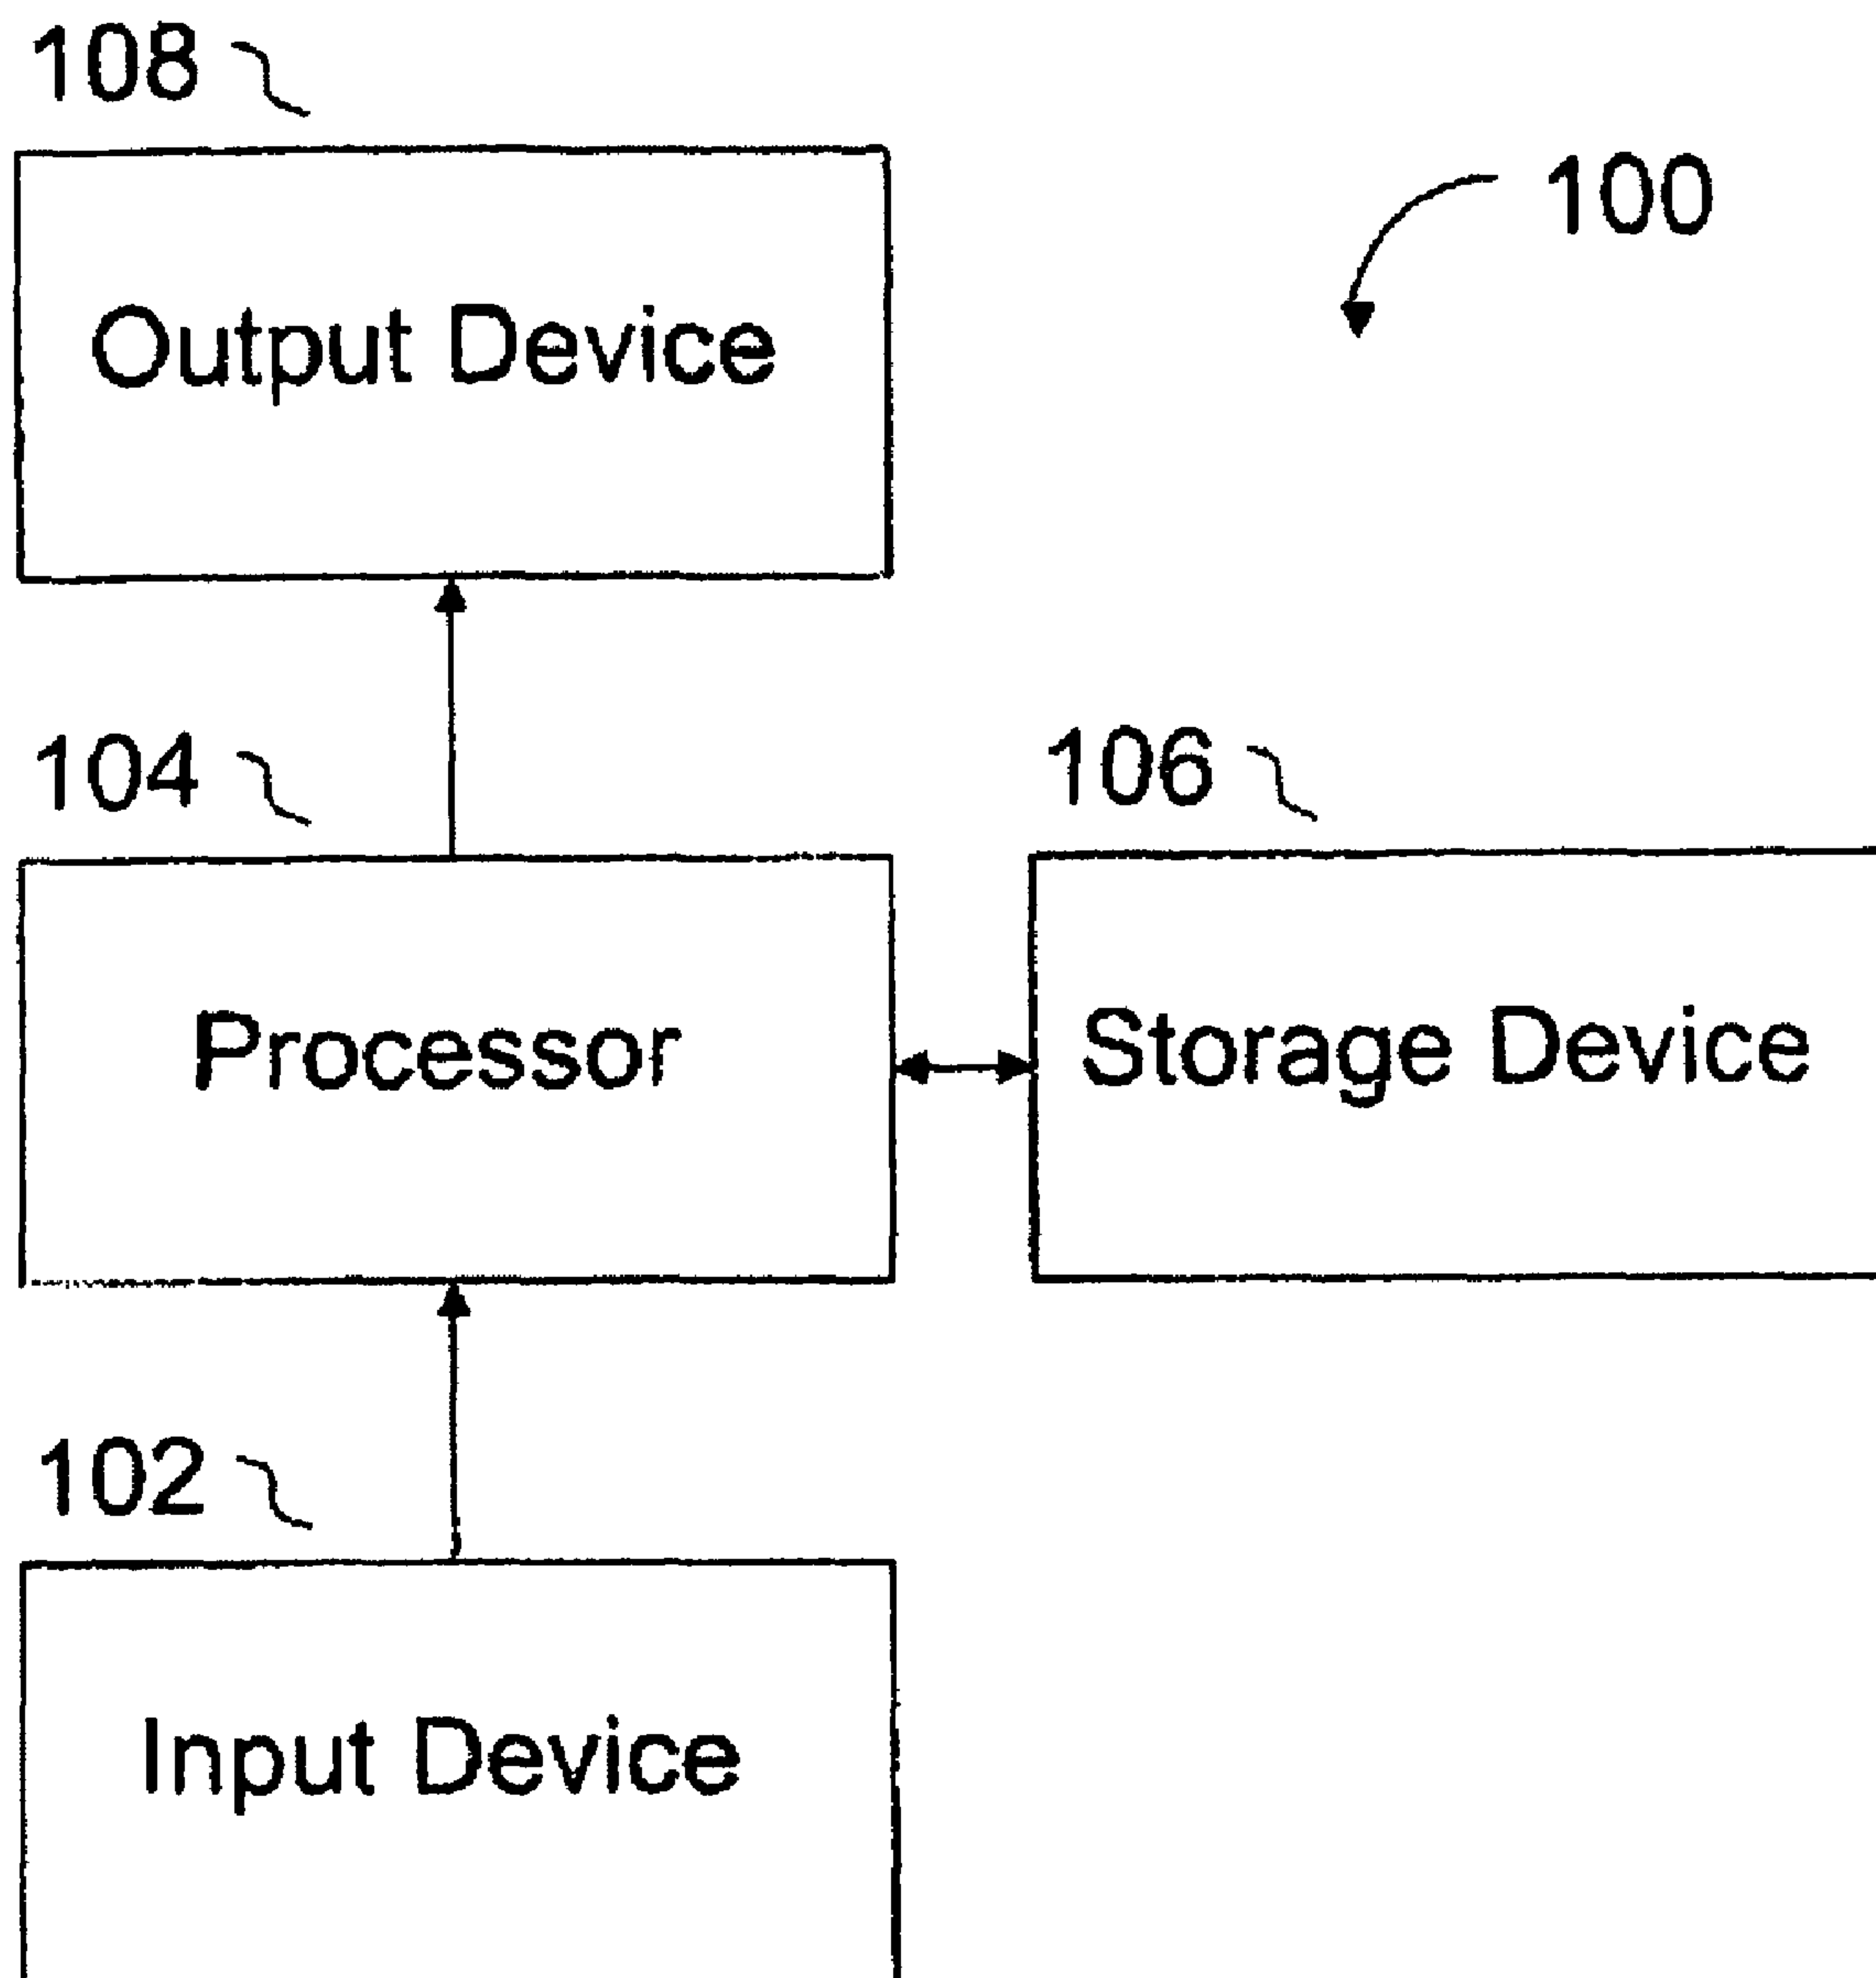 108
100
Output Device
104
106
Processor
Storage Device
102
Input Device